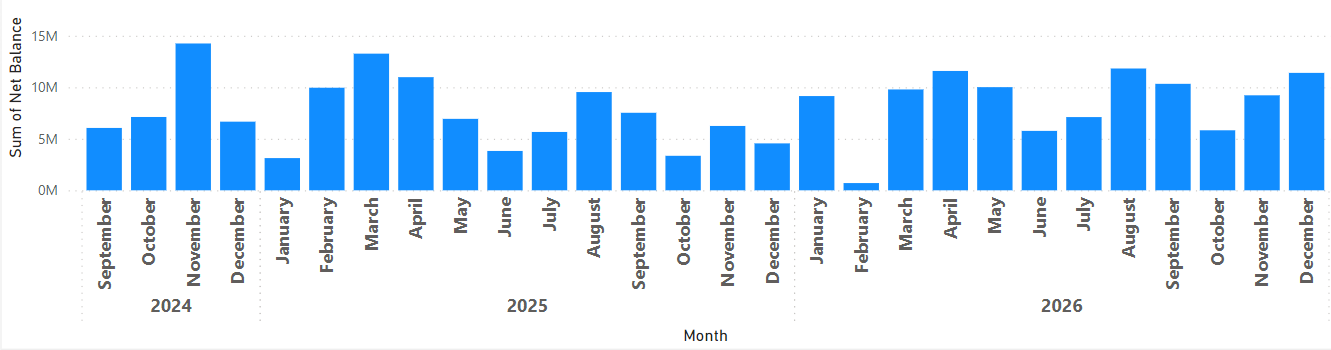 Sum of Net Balance
15M
10M
5M
0M
September
October
November
December
January
February
March
April
May
June
July
August
September
October
November
December
January
February
March
April
May
June
July
August
September
October
November
December
2024
2025
2026
Month